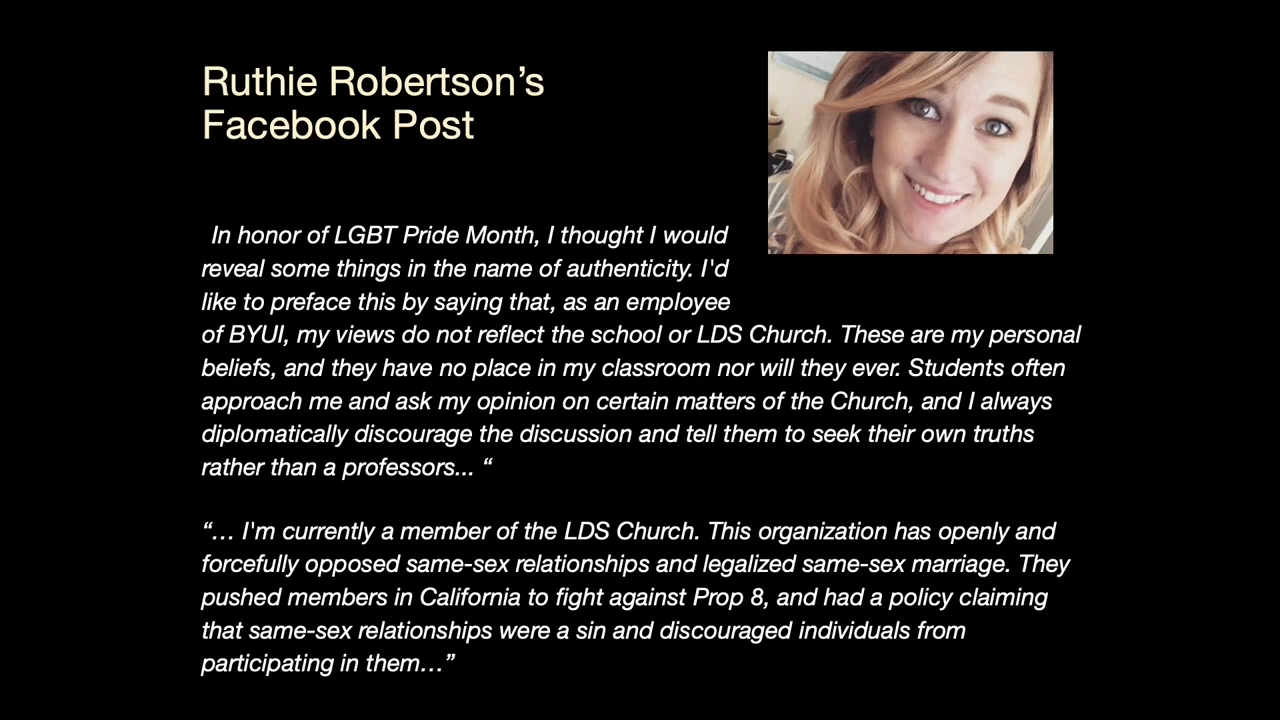 Ruthie Robertson’s
Facebook Post
In honor of LGBT Pride Month, I thought I would
reveal some things in the name of authenticity. I'd
like to preface this by saying that, as an employee
of BYUI, my views do not reflect the school or LDS Church. These are my personal
beliefs, and they have no place in my classroom nor will they ever. Students often
approach me and ask my opinion on certain matters of the Church, and I always
diplomatically discourage the discussion and tell them to seek their own truths
rather than a professors... “
“… I'm currently a member of the LDS Church. This organization has openly and
forcefully opposed same-sex relationships and legalized same-sex marriage. They
pushed members in California to fight against Prop 8, and had a policy claiming
that same-sex relationships were a sin and discouraged individuals from
participating in them…”